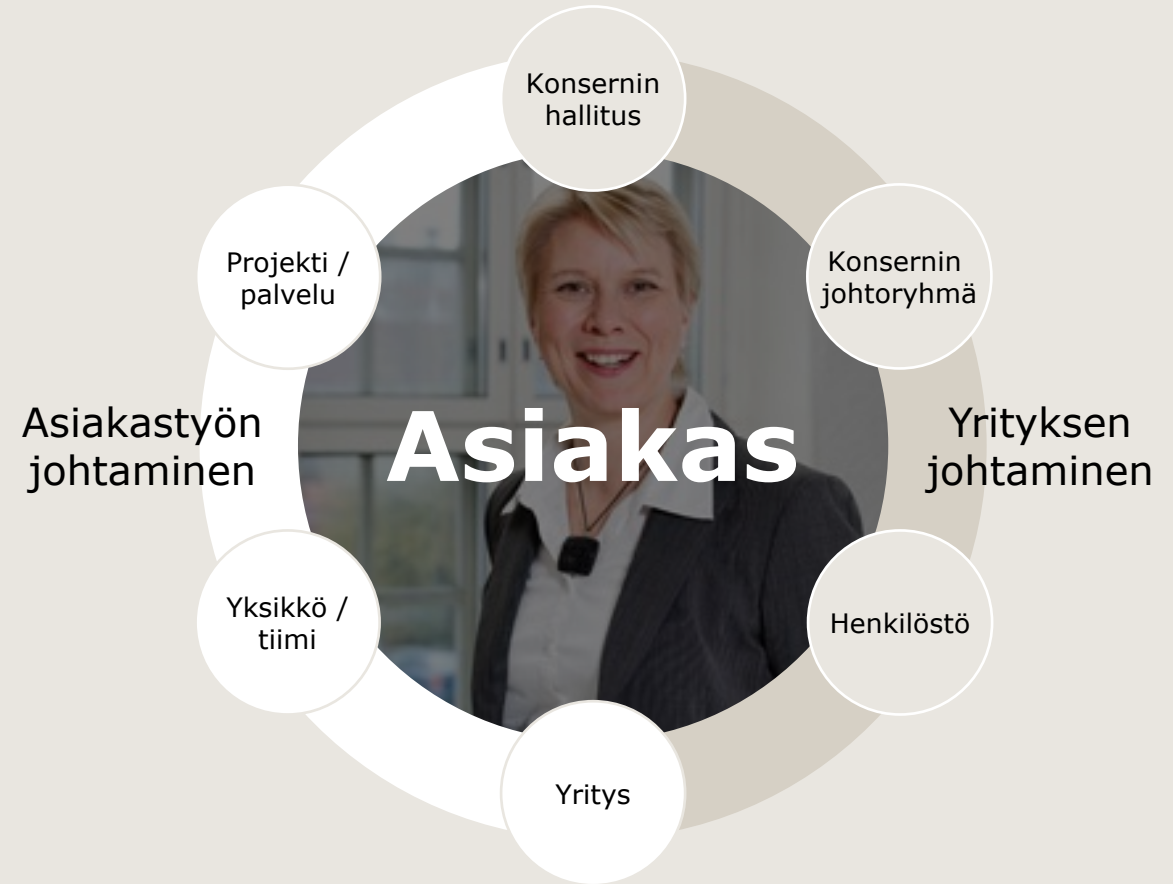 Konsernin
hallitus
Projekti /
palvelu
Konsernin
johtoryhmä
Asiakastyön
johtaminen
Asiakas
Yrityksen
johtaminen
Yksikkö /
tiimi
Henkilöstö
Yritys